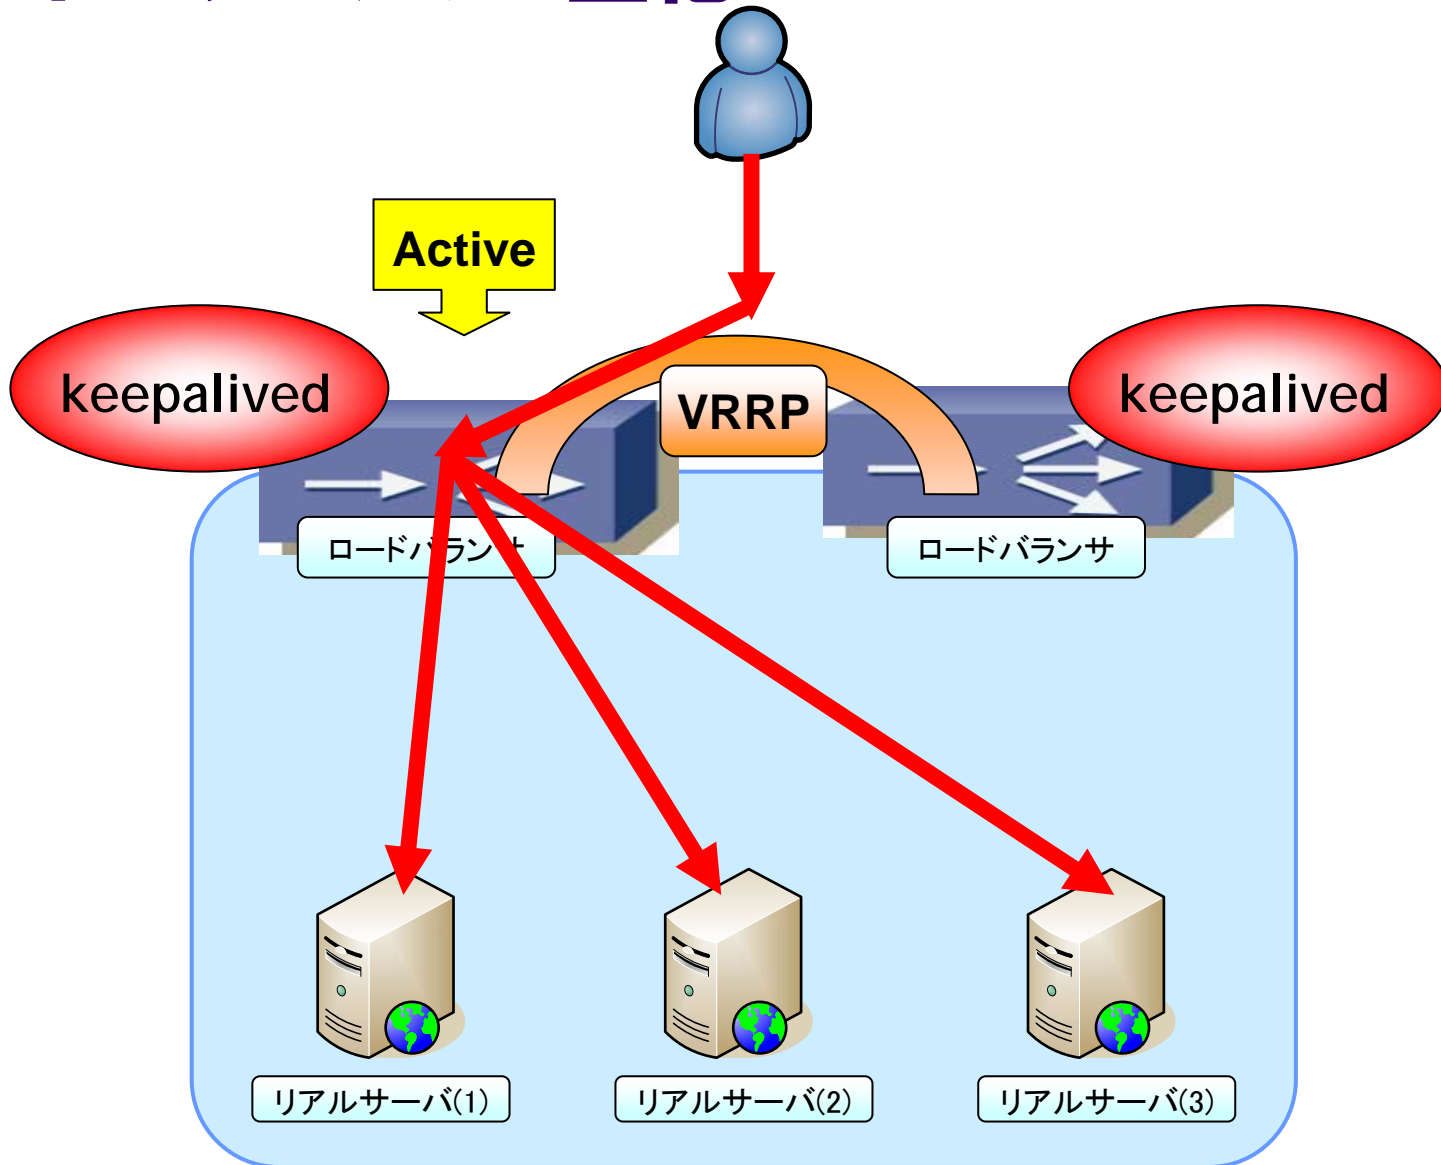 Active
keepalived
keepalived
VRRP
ロードバランサ
ロードバランサ
リアルサーバ(1)
リアルサーバ(2)
リアルサーバ(3)